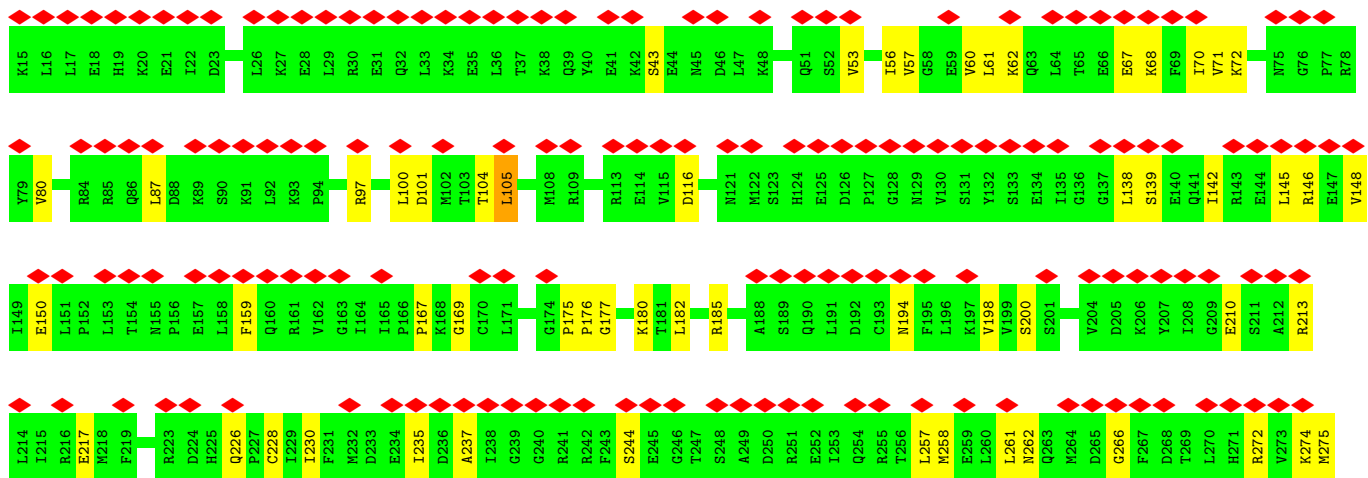 K15 L16 L17 E18 H19 K20 E21 I22 D23 L26 K27 E28 L29 R30 E31 Q32 L33 K34 E35 L36 T37 K38 Q39 Y40 E41 K42 S43 E44 N45 D46 L47 K48 Q51 S52 V53 I56 V57 G58 E59 V60 L61 K62 Q63 L64 T65 E66 E67 K68 F69 I70 V71 K72 N75 G76 P77 R78
Y79 V80 R84 R85 Q86 L87 D88 K89 S90 K91 L92 K93 P94 R97 L100 D101 M102 T103 T104 L105 M108 R109 R113 E114 V115 D116 N121 M122 S123 H124 E125 D126 P127 G128 N129 V130 S131 Y132 S133 E134 I135 G136 G137 L138 S139 E140 Q141 I142 R143 E144 L145 R146 E147 V148
I149 E150 L151 P152 L153 T154 N155 P156 E157 L158 F159 Q160 R161 V162 G163 I164 I165 P166 P167 K168 G169 C170 L171 G174 P175 P176 G177 K180 T181 L182 R185 A188 S189 Q190 L191 D192 C193 N194 F195 L196 K197 V198 V199 S200 S201 V204 D205 K206 Y207 I208 G209 E210 S211 A212 R213
L214 I215 R216 E217 M218 F219 R223 D224 H225 Q226 P227 C228 I229 I230 F231 M232 D233 E234 I235 D236 A237 I238 G239 G240 R241 R242 F243 S244 E245 G246 T247 S248 A249 D250 R251 E252 I253 Q254 R255 T256 L257 M258 E259 L260 L261 N262 Q263 M264 D265 G266 F267 D268 T269 L270 H271 R272 V273 K274 M275